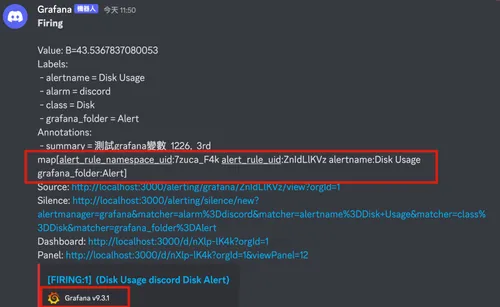 Grafana 機器人 今天 11:50
Firing
Value: B=43.5367837080053
Labels:
- alertname = Disk Usage
- alarm = discord
- class = Disk
- grafana_folder = Alert
Annotations:
- summary = 測試grafana變數 1226, 3rd
map[alert_rule_namespace_uid:7zuca_F4k alert_rule_uid:ZnIdLIKVz alertname:Disk Usage
grafana_folder:Alert]
Source: http://localhost:3000/alerting/grafana/ZnIdLIKVz/view?orgId=1
Silence: http://localhost:3000/alerting/silence/new?
alertmanager=grafana&matcher=alarm%3Ddiscord&matcher=alertname%3DDisk+Usage&matcher=class%
3DDisk&matcher=grafana_folder%3DAlert
Dashboard: http://localhost:3000/d/nXlp-IK4k?orgId=1
Panel: http://localhost:3000/d/nXlp-IK4k?orgId=1&viewPanel=12
[FIRING:1] (Disk Usage discord Disk Alert)
Grafana v9.3.1